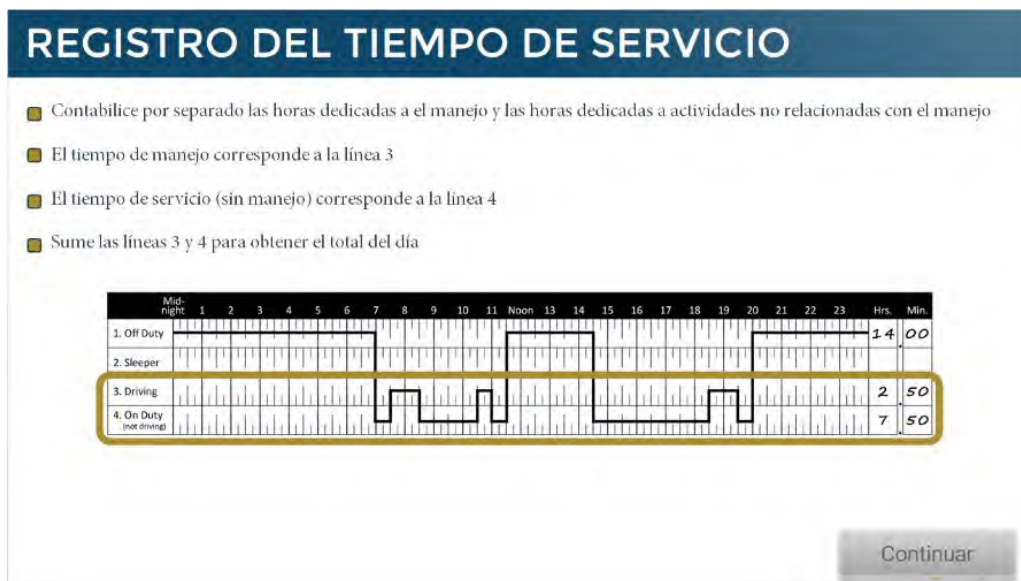 REGISTRO DEL TIEMPO DE SERVICIO
Contabilice por separado las horas dedicadas a el manejo y las horas dedicadas a actividades no relacionadas con el manejo
El tiempo de manejo corresponde a la línea 3
El tiempo de servicio (sin manejo) corresponde a la línea 4
Sume las líneas 3 y 4 para obtener el total del día
Mid-
night 1 2 3 4 5 6 7 8 9 10 11 Noon 13 14 15 16 17 18 19 20 21 22 23 Hrs. Min.
1. Off Duty 14.00
2. Sleeper
3. Driving 2.50
4. On Duty 7.50
(not driving)
Continuar